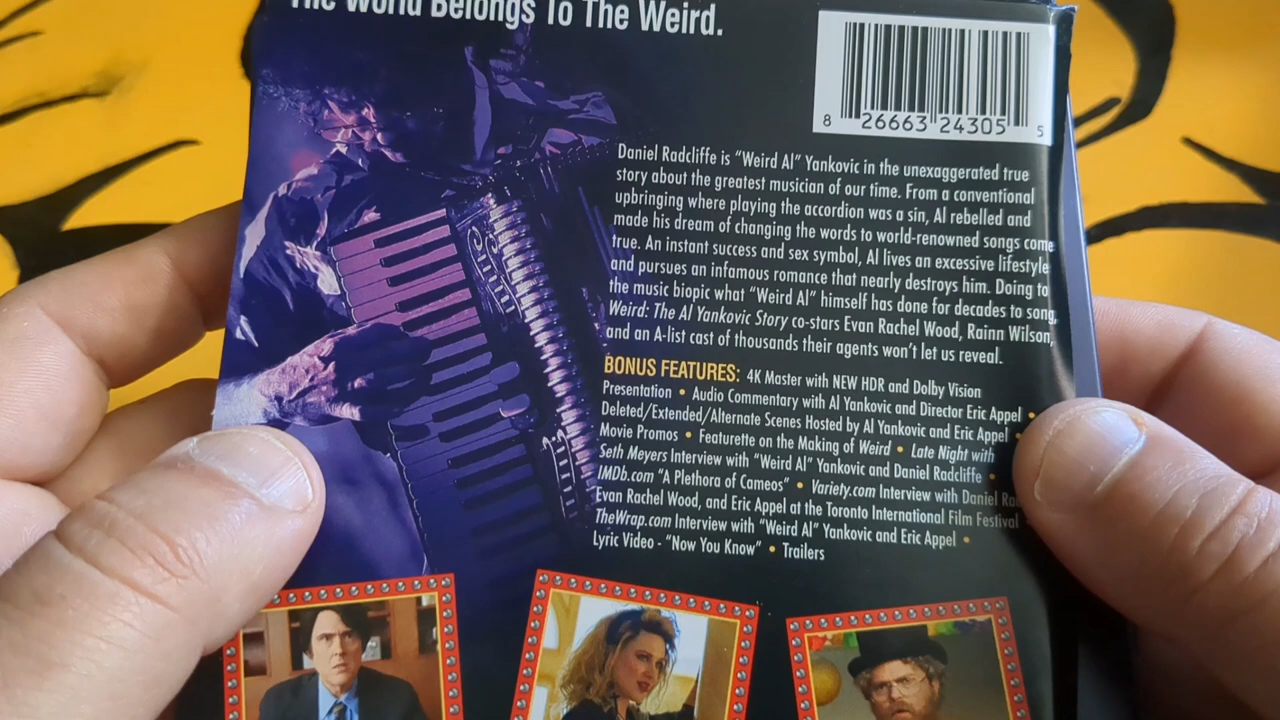 The World Belongs To The Weird.
8 26663 24305 5
Daniel Radcliffe is “Weird Al” Yankovic in the unexaggerated true
story about the greatest musician of our time. From a conventional
upbringing where playing the accordion was a sin, Al rebelled and
made his dream of changing the words to world-renowned songs come
true. An instant success and sex symbol, Al lives an excessive lifestyle
and pursues an infamous romance that nearly destroys him. Doing to
the music biopic what “Weird Al” himself has done for decades to song,
Weird: The Al Yankovic Story co-stars Evan Rachel Wood, Rainn Wilson,
and an A-list cast of thousands their agents won’t let us reveal.
BONUS FEATURES: 4K Master with NEW HDR and Dolby Vision
Presentation • Audio Commentary with Al Yankovic and Director Eric Appel •
Deleted/Extended/Alternate Scenes Hosted by Al Yankovic and Eric Appel •
Movie Promos • Featurette on the Making of Weird • Late Night with
Seth Meyers Interview with “Weird Al” Yankovic and Daniel Radcliffe •
IMDb.com “A Plethora of Cameos” • Variety.com Interview with Daniel
Evan Rachel Wood, and Eric Appel at the Toronto International Film Festival •
TheWrap.com Interview with “Weird Al” Yankovic and Eric Appel •
Lyric Video - “Now You Know” • Trailers